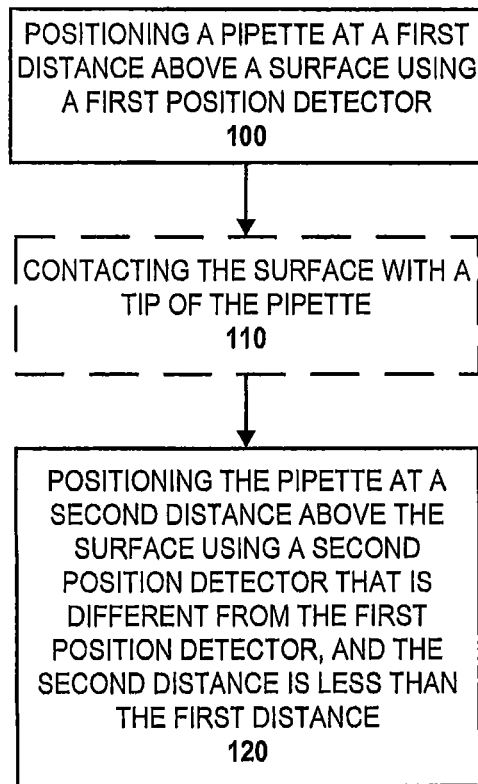 POSITIONING A PIPETTE AT A FIRST
DISTANCE ABOVE A SURFACE USING
A FIRST POSITION DETECTOR
100
CONTACTING THE SURFACE WITH A
TIP OF THE PIPETTE
110
POSITIONING THE PIPETTE AT A
SECOND DISTANCE ABOVE THE
SURFACE USING A SECOND
POSITION DETECTOR THAT IS
DIFFERENT FROM THE FIRST
POSITION DETECTOR, AND THE
SECOND DISTANCE IS LESS THAN
THE FIRST DISTANCE
120